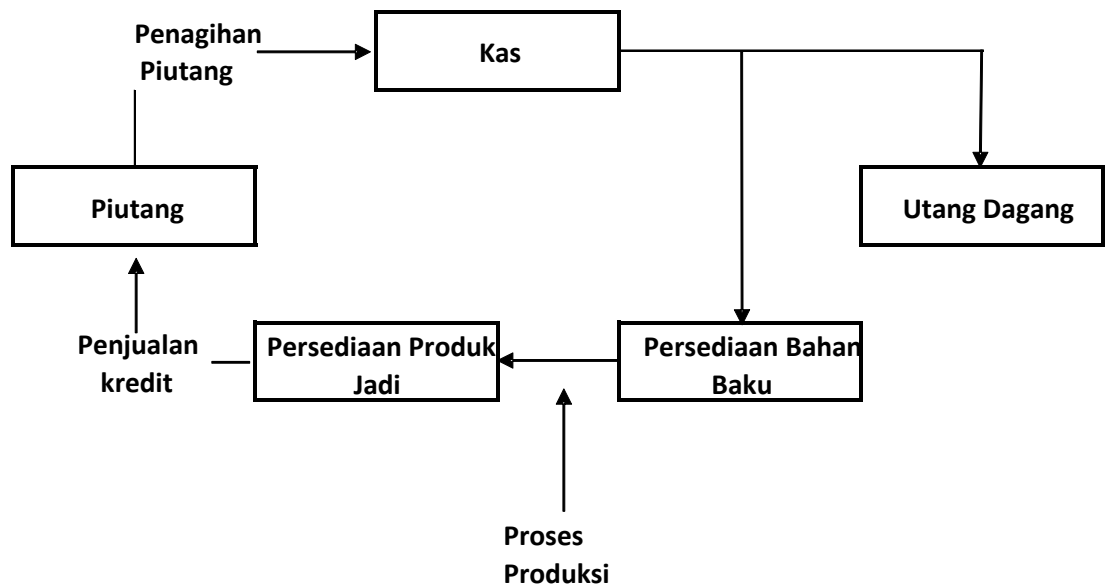 Penagihan
Piutang
Kas
Piutang
Utang Dagang
Penjualan
kredit
Persediaan Produk
Jadi
Persediaan Bahan
Baku
Proses
Produksi